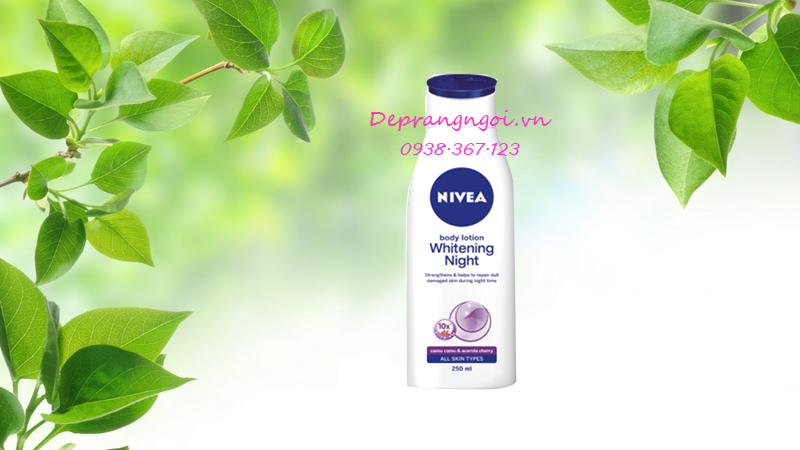 Deprangngoi.vn
0938·367·123
NIVEA
body lotion
Whitening
Night
Strengthens & helps to repair dull
damaged skin during night time
10x
camu camu & acerola cherry
ALL SKIN TYPES
250 ml